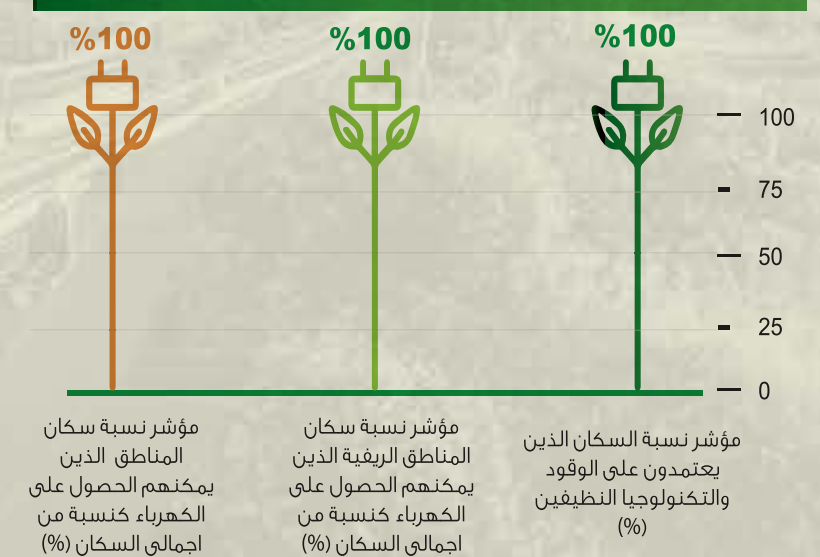 %100
%100
%100
100
75
50
25
0
مؤشر نسبة السكان الذين
يعتمدون على الوقود
والتكنولوجيا النظيفين
(%)
مؤشر نسبة سكان
المناطق الريفية الذين
يمكنهم الحصول على
الكهرباء كنسبة من
اجمالى السكان (%)
مؤشر نسبة سكان
المناطق الذين
يمكنهم الحصول على
الكهرباء كنسبة من
اجمالى السكان (%)